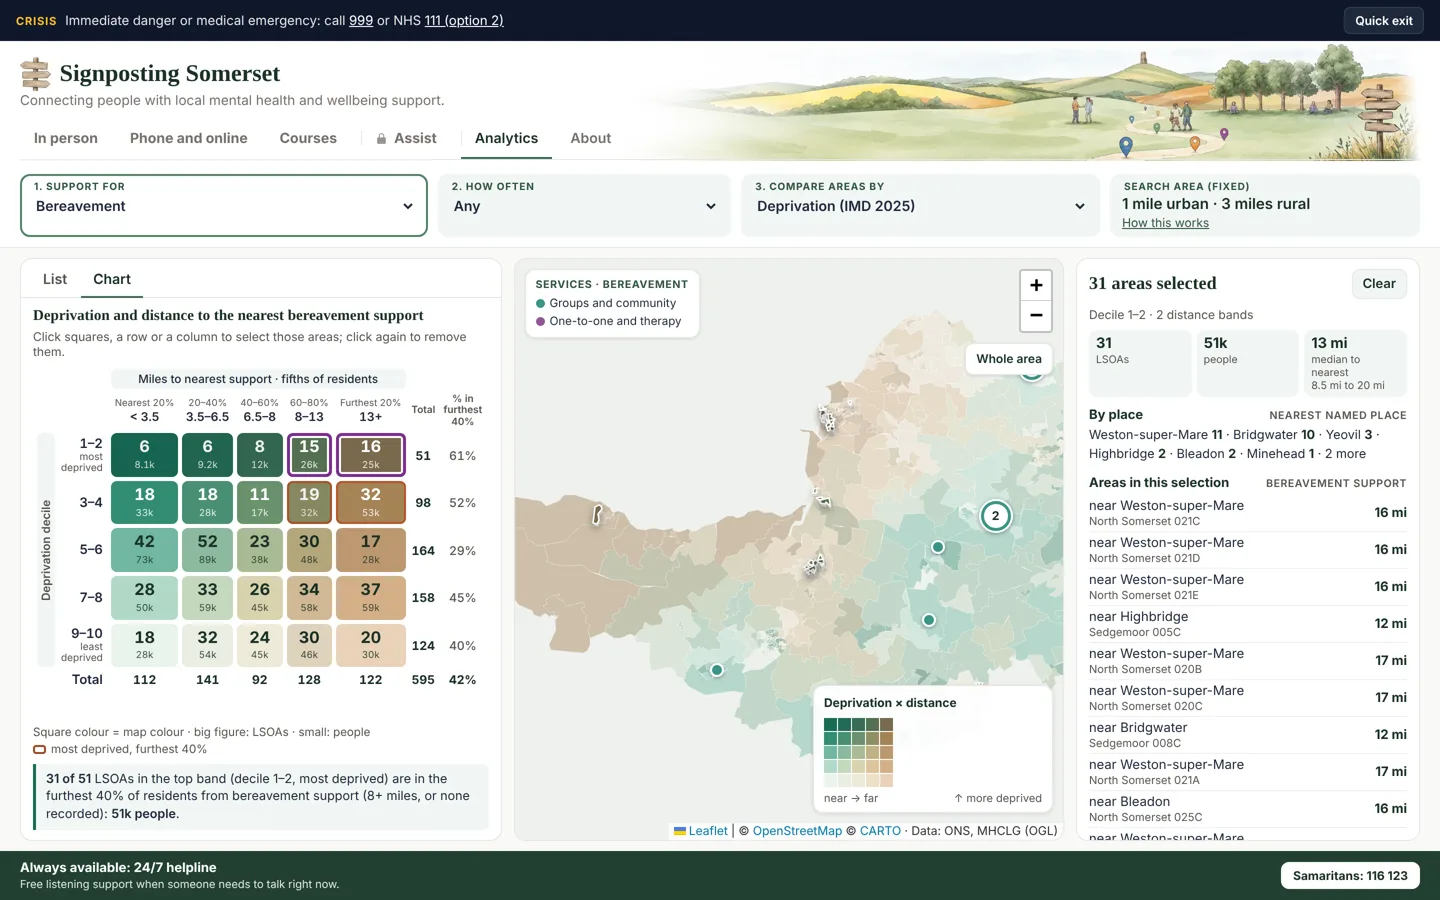 CRISIS Immediate danger or medical emergency: call 999 or NHS 111 (option 2)
Quick exit
Signposting Somerset
Connecting people with local mental health and wellbeing support.
In person Phone and online Courses Assist Analytics About
1. SUPPORT FOR
Bereavement
2. HOW OFTEN
Any
3. COMPARE AREAS BY
Deprivation (IMD 2025)
SEARCH AREA (FIXED)
1 mile urban · 3 miles rural
How this works
List Chart
Deprivation and distance to the nearest bereavement support
Click squares, a row or a column to select those areas; click again to remove
them.
Miles to nearest support · fifths of residents
Nearest 20% 20–40% 40–60% 60–80% Furthest 20% Total % in furthest 40%
< 3.5 3.5–6.5 6.5–8 8–13 13+
Deprivation decile
1–2 most deprived 6 6 8 15 16 51 61%
8.1k 9.2k 12k 26k 25k
3–4 18 18 11 19 32 98 52%
33k 28k 17k 32k 53k
5–6 42 52 23 30 17 164 29%
73k 89k 38k 48k 28k
7–8 28 33 26 34 37 158 45%
50k 59k 45k 58k 59k
9–10 least deprived 18 32 24 30 20 124 40%
28k 54k 45k 46k 30k
Total 112 141 92 128 122 595 42%
Square colour = map colour · big figure: LSOAs · small: people
most deprived, furthest 40%
31 of 51 LSOAs in the top band (decile 1–2, most deprived) are in the
furthest 40% of residents from bereavement support (8+ miles, or none
recorded): 51k people.
SERVICES · BEREAVEMENT
Groups and community
One-to-one and therapy
+
−
Whole area
2
Deprivation × distance
near → far ↑ more deprived
Leaflet | © OpenStreetMap © CARTO · Data: ONS, MHCLG (OGL)
31 areas selected
Clear
Decile 1–2 · 2 distance bands
31
LSOAs
51k
people
13 mi
median to
nearest
8.5 mi to 20 mi
By place NEAREST NAMED PLACE
Weston-super-Mare 11 · Bridgwater 10 · Yeovil 3 ·
Highbridge 2 · Bleadon 2 · Minehead 1 · 2 more
Areas in this selection BEREAVEMENT SUPPORT
near Weston-super-Mare 16 mi
North Somerset 021C
near Weston-super-Mare 16 mi
North Somerset 021D
near Weston-super-Mare 16 mi
North Somerset 021E
near Highbridge 12 mi
Sedgemoor 005C
near Weston-super-Mare 17 mi
North Somerset 020B
near Weston-super-Mare 17 mi
North Somerset 020C
near Bridgwater 12 mi
Sedgemoor 008C
near Weston-super-Mare 17 mi
North Somerset 021A
near Bleadon 16 mi
North Somerset 025C
near Weston-super-Mare
Always available: 24/7 helpline
Free listening support when someone needs to talk right now.
Samaritans: 116 123